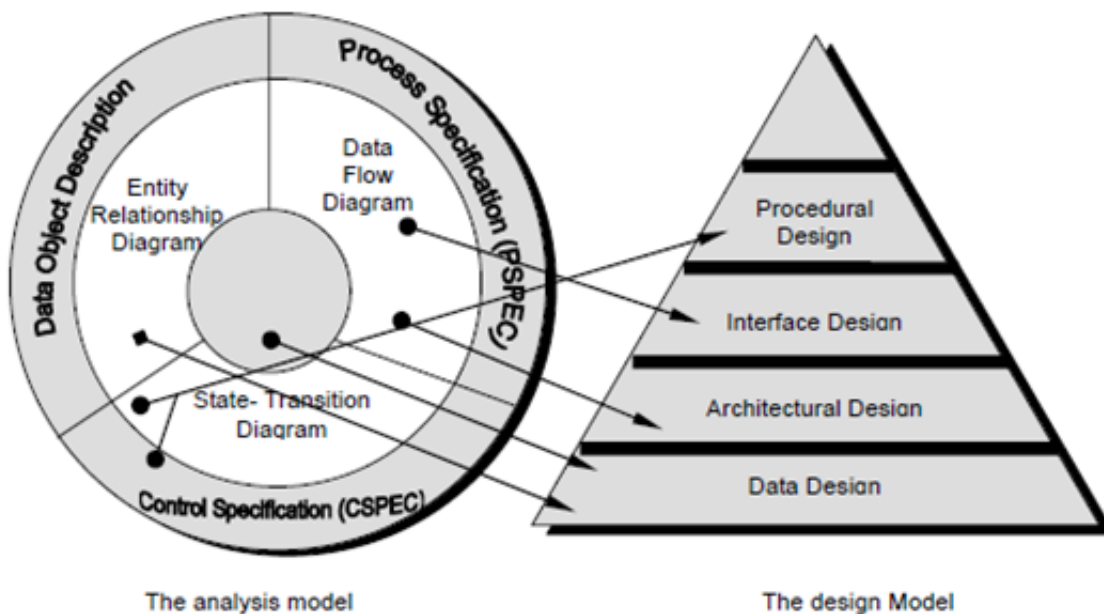 Data Object Description
Process Specification (PSPEC)
Entity
Relationship
Diagram
Data
Flow
Diagram
State- Transition
Diagram
Control Specification (CSPEC)
Procedural
Design
Interface Design
Architectural Design
Data Design
The analysis model
The design Model